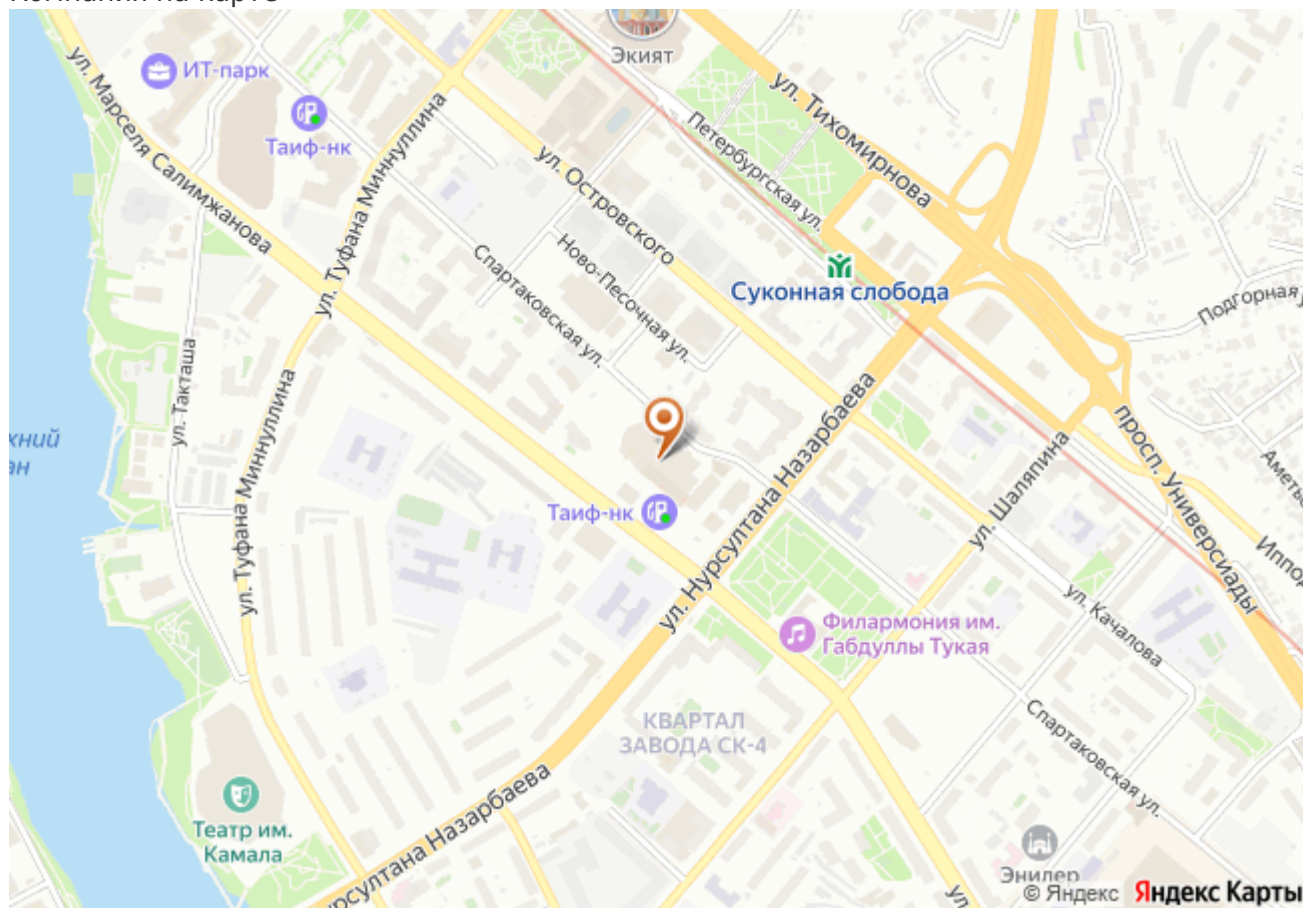 Экият
ИТ-парк
ул. Тихомирнова
ул. Марселя Салимжанова
Таиф-нк
ул. Туфана Миннуллина
Петербургская ул.
ул. Островского
Ново-Песочная ул.
Спартаковская ул.
Суконная слобода
Подгорная
ул. Такташа
ул. Туфана Миннуллина
ул. Нурсултана Назарбаева
просп. Универсиады
ул. Шаляпина
Таиф-нк
ул. Качалова
Филармония им.
Габдуллы Тукая
КВАРТАЛ
ЗАВОДА СК-4
Спартаковская ул.
Театр им.
Камала
Нурсултана Назарбаева
Энилер
ул.
© Яндекс Яндекс Карты